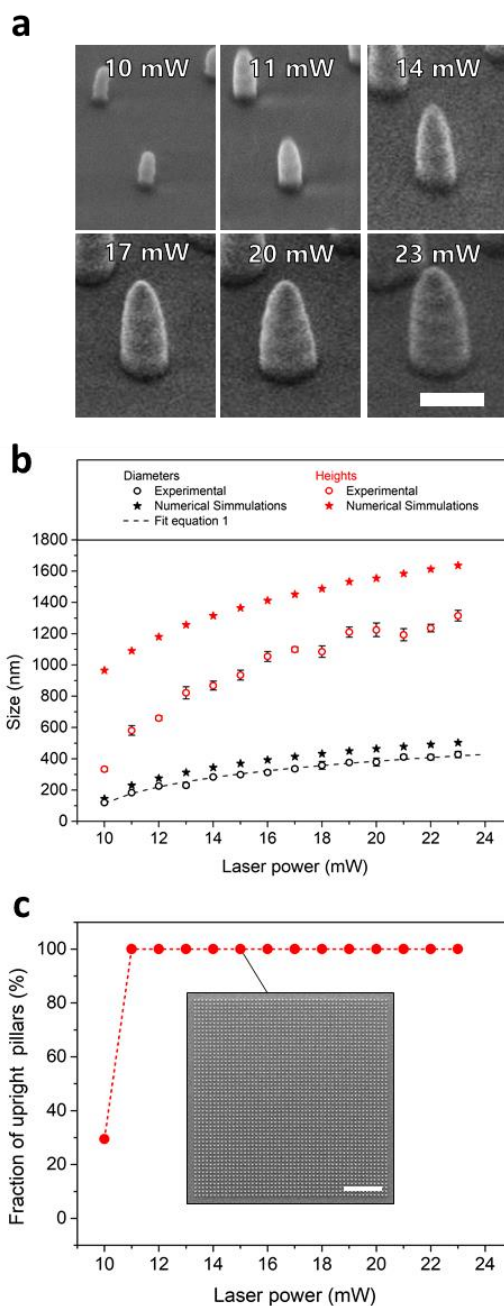 a
10 mW 11 mW 14 mW
17 mW 20 mW 23 mW
b
Diameters Heights
Experimental Experimental
Numerical Simmulations Numerical Simmulations
Fit equation 1
1800
1600
1400
1200
1000
800
600
400
200
0
Size (nm)
10 12 14 16 18 20 22 24
Laser power (mW)
c
100
80
60
40
20
0
Fraction of upright pillars (%)
10 12 14 16 18 20 22 24
Laser power (mW)